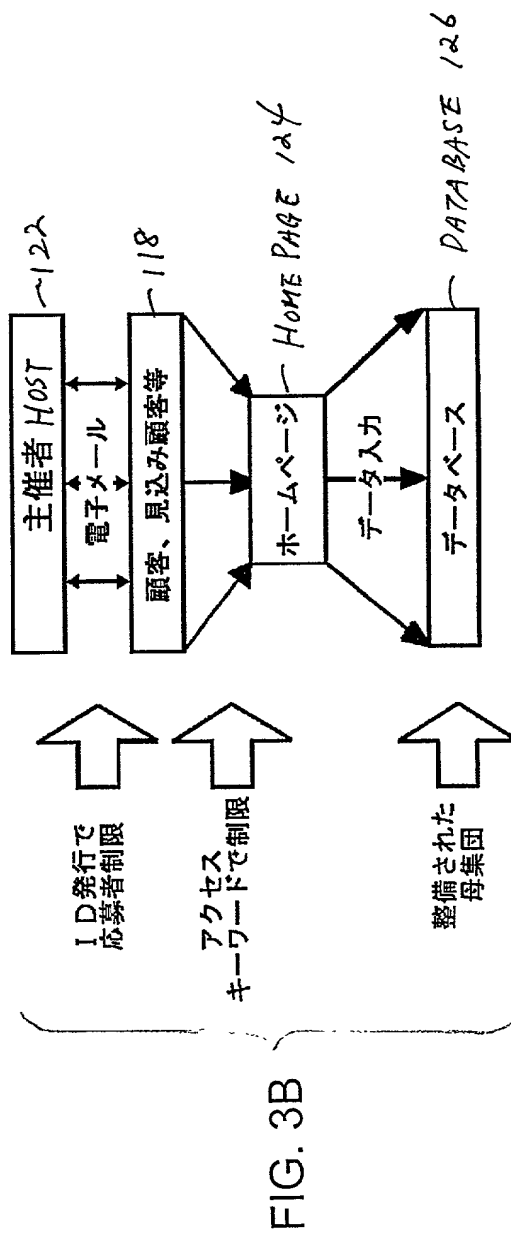 主催者 HOST
~122
電子メール
顧客、見込み顧客等
~118
ホームページ
~ HOME PAGE 124
データ入力
データベース
~ DATABASE 126
ID発行で
応募者制限
アクセス
キーワードで制限
整備された
母集団
FIG. 3B